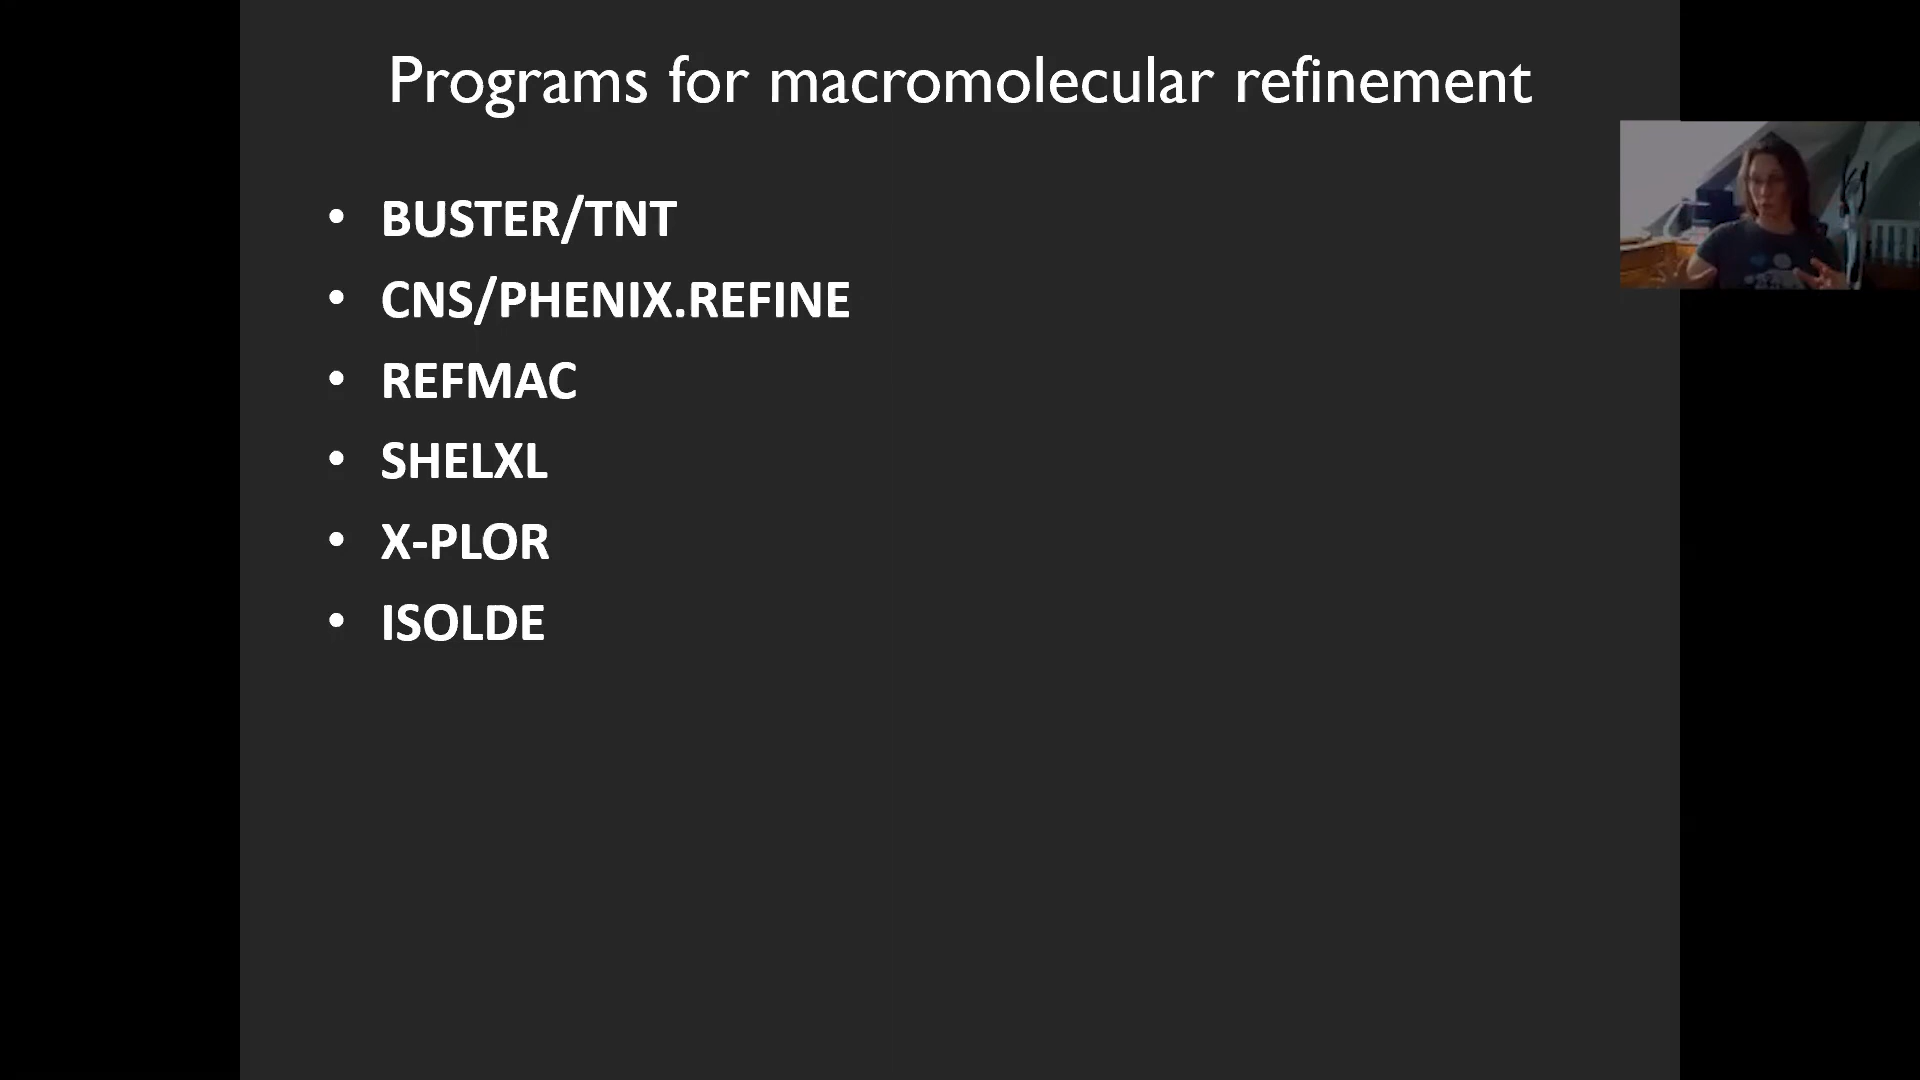 Programs for macromolecular refinement
• BUSTER/TNT
• CNS/PHENIX.REFINE
• REFMAC
• SHELXL
• X-PLOR
• ISOLDE